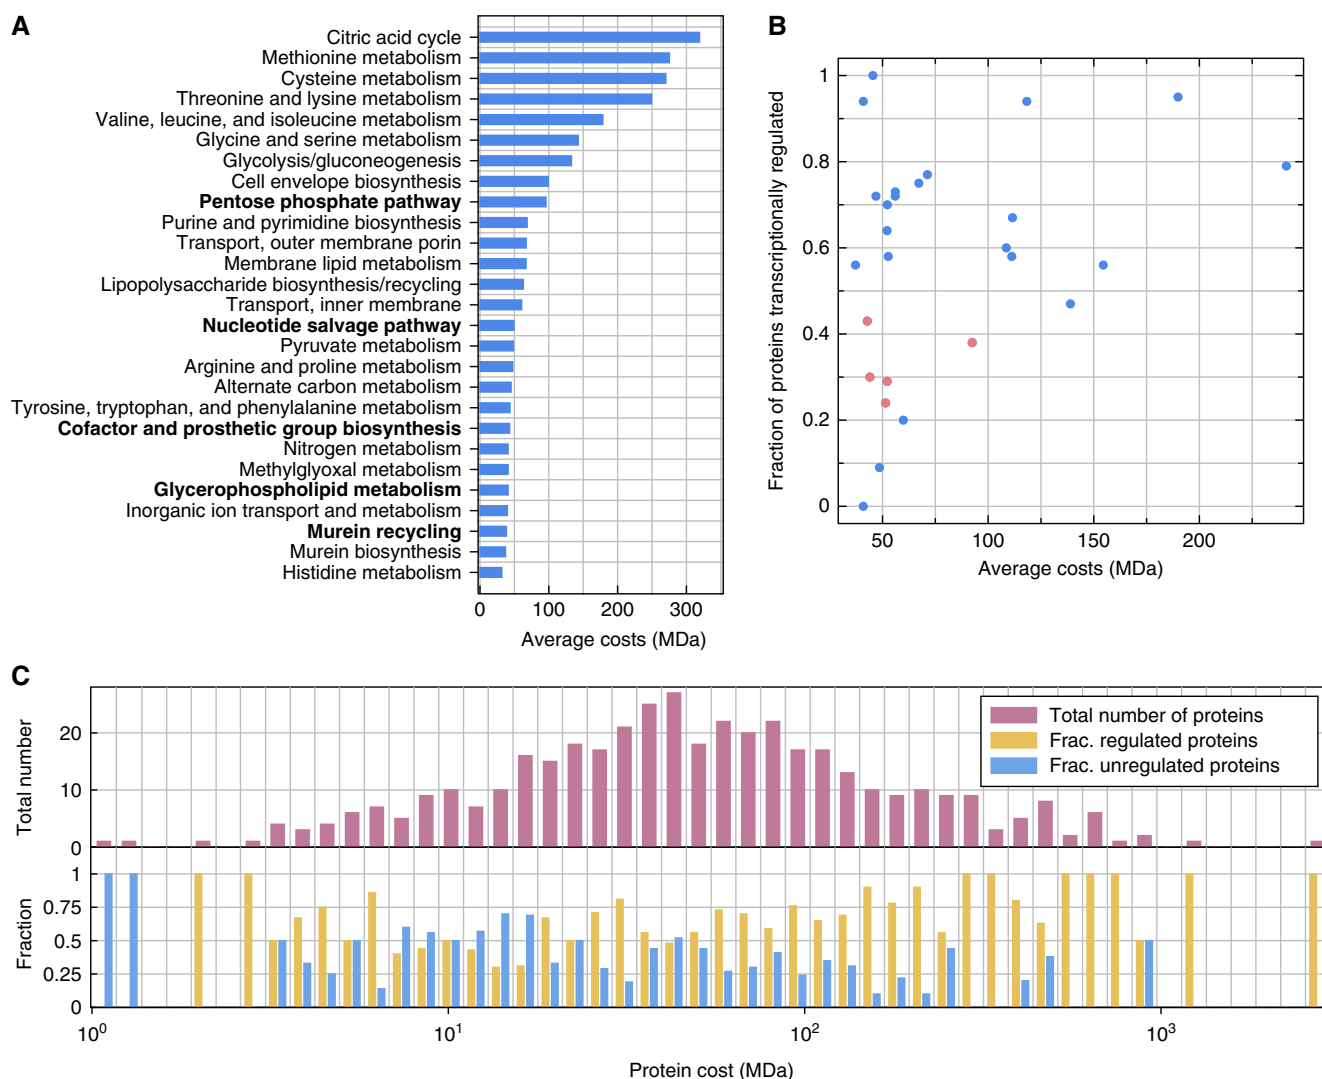 A
Citric acid cycle
Methionine metabolism
Cysteine metabolism
Threonine and lysine metabolism
Valine, leucine, and isoleucine metabolism
Glycine and serine metabolism
Glycolysis/gluconeogenesis
Cell envelope biosynthesis
Pentose phosphate pathway
Purine and pyrimidine biosynthesis
Transport, outer membrane porin
Membrane lipid metabolism
Lipopolysaccharide biosynthesis/recycling
Transport, inner membrane
Nucleotide salvage pathway
Pyruvate metabolism
Arginine and proline metabolism
Alternate carbon metabolism
Tyrosine, tryptophan, and phenylalanine metabolism
Cofactor and prosthetic group biosynthesis
Nitrogen metabolism
Methylglyoxal metabolism
Glycerophospholipid metabolism
Inorganic ion transport and metabolism
Murein recycling
Murein biosynthesis
Histidine metabolism
0 100 200 300
Average costs (MDa)
B
Fraction of proteins transcriptionally regulated
1
0.8
0.6
0.4
0.2
0
50 100 150 200
Average costs (MDa)
C
Total number
20
10
0
Total number of proteins
Frac. regulated proteins
Frac. unregulated proteins
Fraction
1
0.75
0.5
0.25
0
10⁰ 10¹ 10² 10³
Protein cost (MDa)